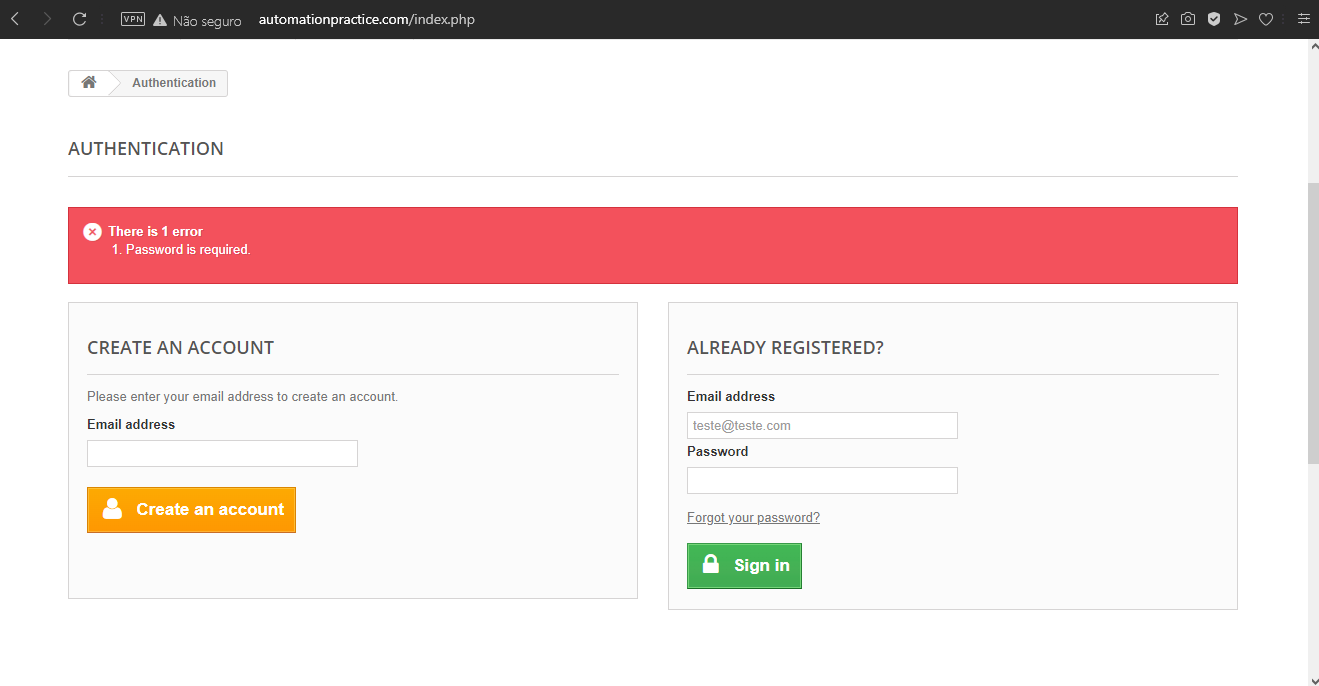 VPN Não seguro automationpractice.com/index.php
Authentication
AUTHENTICATION
There is 1 error
1. Password is required.
CREATE AN ACCOUNT
Please enter your email address to create an account.
Email address
Create an account
ALREADY REGISTERED?
Email address
teste@teste.com
Password
Forgot your password?
Sign in